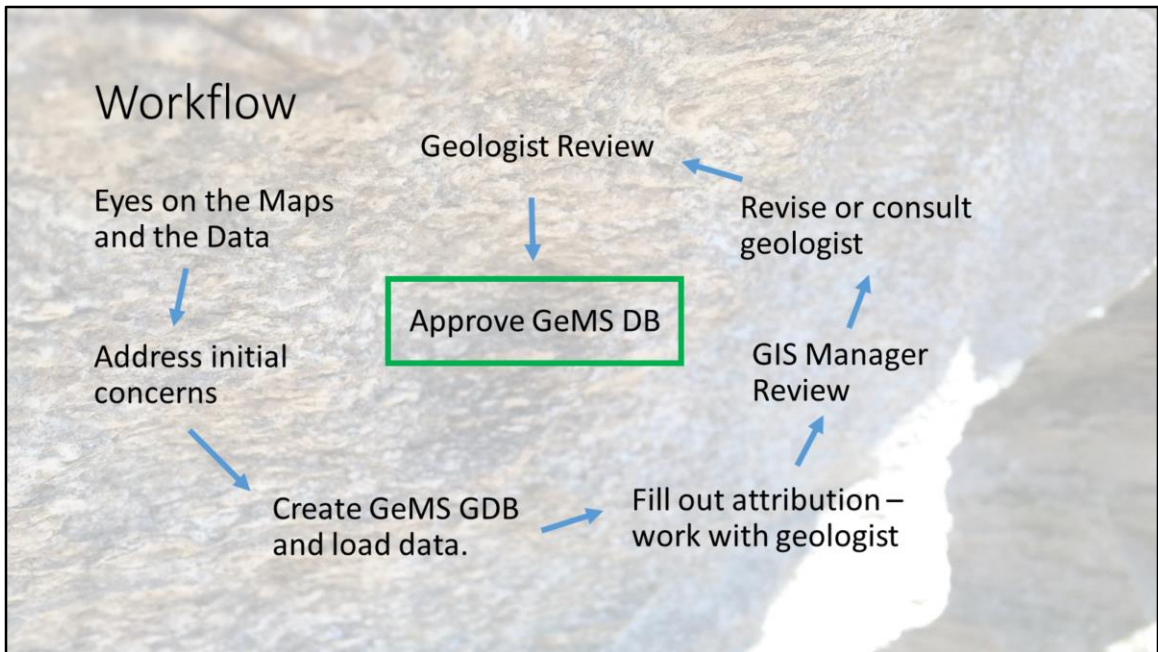 Workflow
Eyes on the Maps
and the Data
Address initial
concerns
Create GeMS GDB
and load data.
Fill out attribution –
work with geologist
GIS Manager
Review
Revise or consult
geologist
Geologist Review
Approve GeMS DB